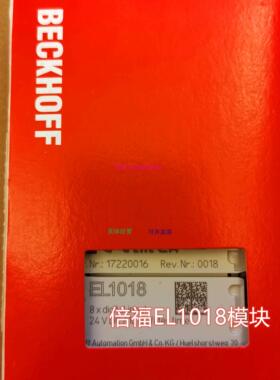 BECKHOFF
Nr.: 17220016 Rev.Nr.: 0018
EL1018
8 x di
24 V
倍福EL1018模块
Automation GmbH & Co. KG / Huelshorstweg 20